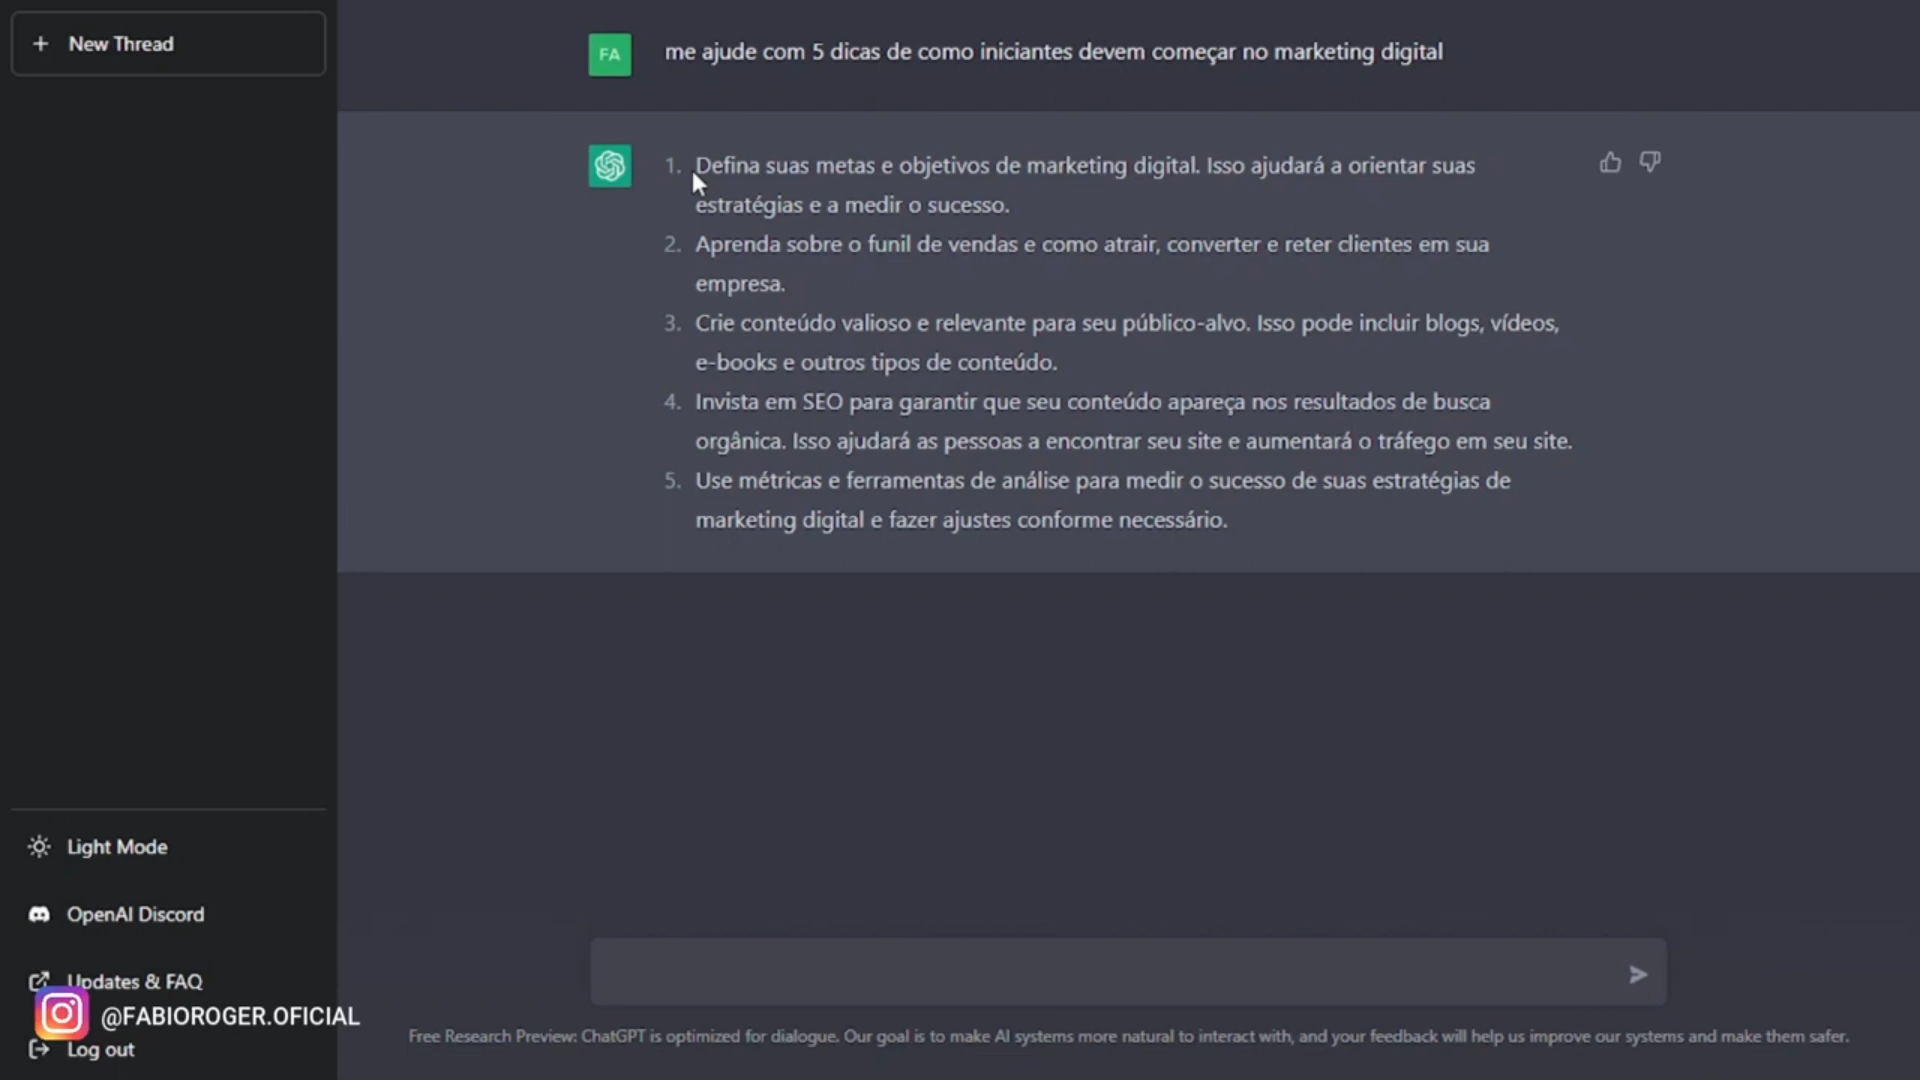 New Thread
FA
me ajude com 5 dicas de como iniciantes devem começar no marketing digital
1. Defina suas metas e objetivos de marketing digital. Isso ajudará a orientar suas
estratégias e a medir o sucesso.
2. Aprenda sobre o funil de vendas e como atrair, converter e reter clientes em sua
empresa.
3. Crie conteúdo valioso e relevante para seu público-alvo. Isso pode incluir blogs, vídeos,
e-books e outros tipos de conteúdo.
4. Invista em SEO para garantir que seu conteúdo apareça nos resultados de busca
orgânica. Isso ajudará as pessoas a encontrar seu site e aumentará o tráfego em seu site.
5. Use métricas e ferramentas de análise para medir o sucesso de suas estratégias de
marketing digital e fazer ajustes conforme necessário.
Light Mode
OpenAI Discord
Updates & FAQ
@FABIOROGER.OFICIAL
Log out
Free Research Preview: ChatGPT is optimized for dialogue. Our goal is to make AI systems more natural to interact with, and your feedback will help us improve our systems and make them safer.